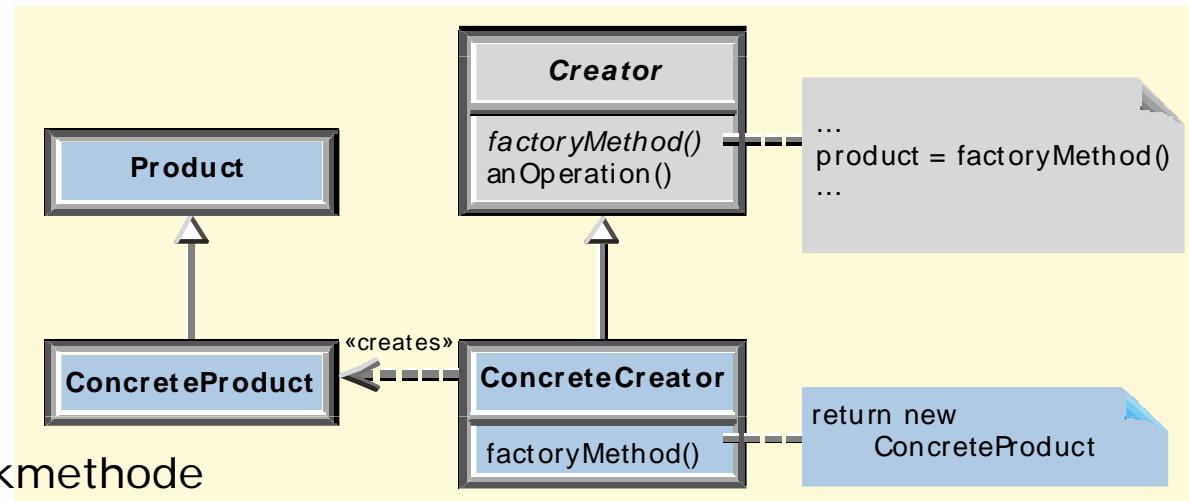 Creator
factoryMethod()
anOperation()
...
product = factoryMethod()
...
Product
«creates»
ConcreteProduct
ConcreteCreator
factoryMethod()
return new
ConcreteProduct
kmethode